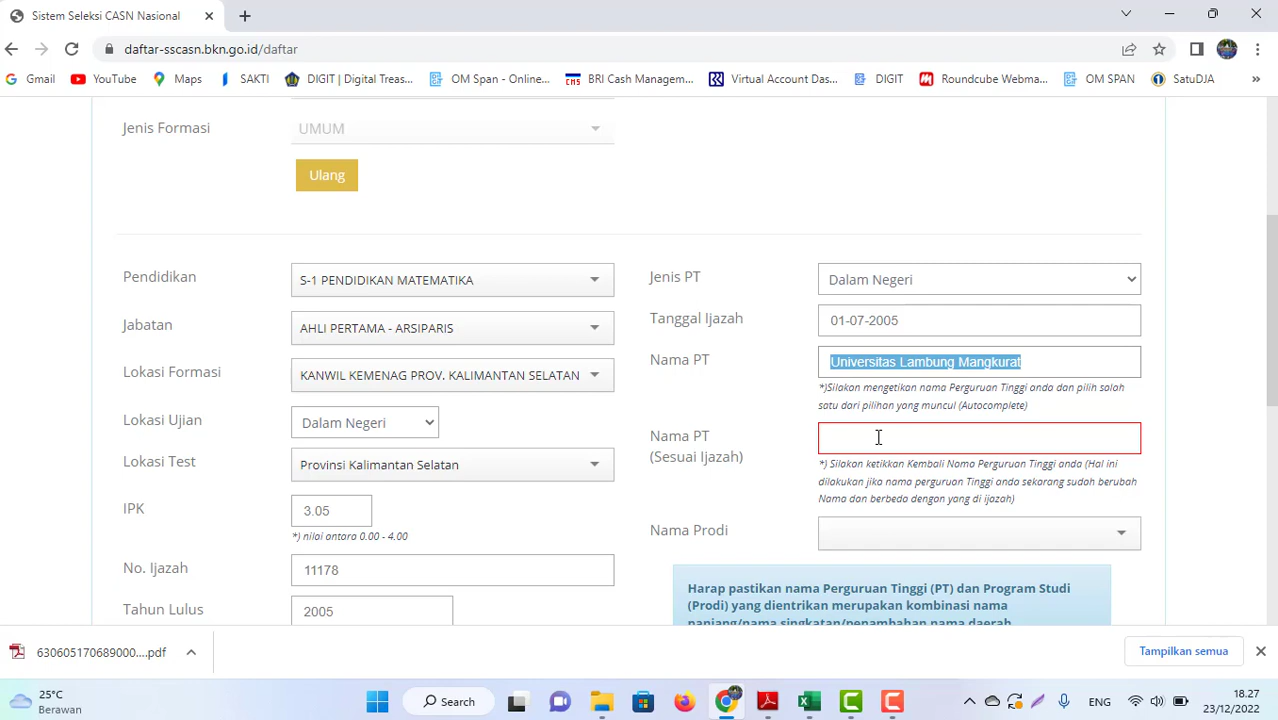 Sistem Seleksi CASN Nasional
daftar-sscasn.bkn.go.id/daftar
Gmail YouTube Maps SAKTI DIGIT | Digital Treas... OM Span - Online... BRI Cash Managem... Virtual Account Das... DIGIT Roundcube Webma... OM SPAN SatuDJA »
Jenis Formasi UMUM
Ulang
Pendidikan S-1 PENDIDIKAN MATEMATIKA
Jabatan AHLI PERTAMA - ARSIPARIS
Lokasi Formasi KANWIL KEMENAG PROV. KALIMANTAN SELATAN
Lokasi Ujian Dalam Negeri
Lokasi Test Provinsi Kalimantan Selatan
IPK 3.05
*) nilai antara 0.00 - 4.00
No. Ijazah 11178
Tahun Lulus 2005
Jenis PT Dalam Negeri
Tanggal Ijazah 01-07-2005
Nama PT Universitas Lambung Mangkurat
*)Silakan mengetikan nama Perguruan Tinggi anda dan pilih salah
satu dari pilihan yang muncul (Autocomplete)
Nama PT
(Sesuai Ijazah)
*) Silakan ketikkan Kembali Nama Perguruan Tinggi anda (Hal ini
dilakukan jika nama perguruan Tinggi anda sekarang sudah berubah
Nama dan berbeda dengan yang di ijazah)
Nama Prodi
Harap pastikan nama Perguruan Tinggi (PT) dan Program Studi
(Prodi) yang dientrikan merupakan kombinasi nama
panjang/nama singkatan/penambahan nama daerah
630605170689000....pdf
Tampilkan semua
25°C
Berawan
Search
ENG
18.27
23/12/2022